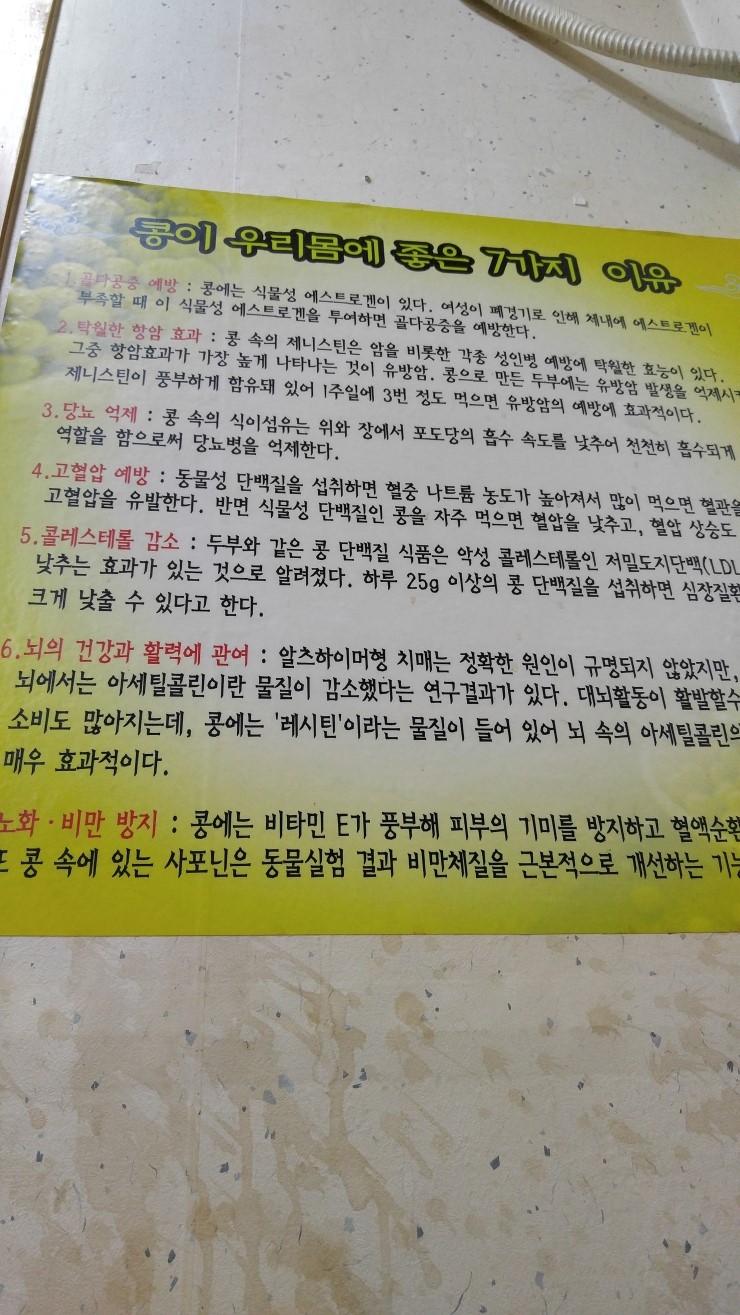 콩이 우리몸에 좋은 7가지 이유
1.골다공증 예방 : 콩에는 식물성 에스트로겐이 있다. 여성이 폐경기로 인해 체내에 에스트로겐이
부족할 때 이 식물성 에스트로겐을 투여하면 골다공증을 예방한다.
2.탁월한 항암 효과 : 콩 속의 제니스틴은 암을 비롯한 각종 성인병 예방에 탁월한 효능이 있다.
그중 항암효과가 가장 높게 나타나는 것이 유방암. 콩으로 만든 두부에는 유방암 발생을 억제시
제니스틴이 풍부하게 함유돼 있어 1주일에 3번 정도 먹으면 유방암의 예방에 효과적이다.
3.당뇨 억제 : 콩 속의 식이섬유는 위와 장에서 포도당의 흡수 속도를 낮추어 천천히 흡수되게
역할을 함으로써 당뇨병을 억제한다.
4.고혈압 예방 : 동물성 단백질을 섭취하면 혈중 나트륨 농도가 높아져서 많이 먹으면 혈관을
고혈압을 유발한다. 반면 식물성 단백질인 콩을 자주 먹으면 혈압을 낮추고, 혈압 상승도
5.콜레스테롤 감소 : 두부와 같은 콩 단백질 식품은 악성 콜레스테롤인 저밀도지단백(LDL
낮추는 효과가 있는 것으로 알려졌다. 하루 25g 이상의 콩 단백질을 섭취하면 심장질환
크게 낮출 수 있다고 한다.
6.뇌의 건강과 활력에 관여 : 알츠하이머형 치매는 정확한 원인이 규명되지 않았지만,
뇌에서는 아세틸콜린이란 물질이 감소했다는 연구결과가 있다. 대뇌활동이 활발할수
소비도 많아지는데, 콩에는 '레시틴'이라는 물질이 들어 있어 뇌 속의 아세틸콜린의
매우 효과적이다.
노화·비만 방지 : 콩에는 비타민 E가 풍부해 피부의 기미를 방지하고 혈액순환
또 콩 속에 있는 사포닌은 동물실험 결과 비만체질을 근본적으로 개선하는 기능